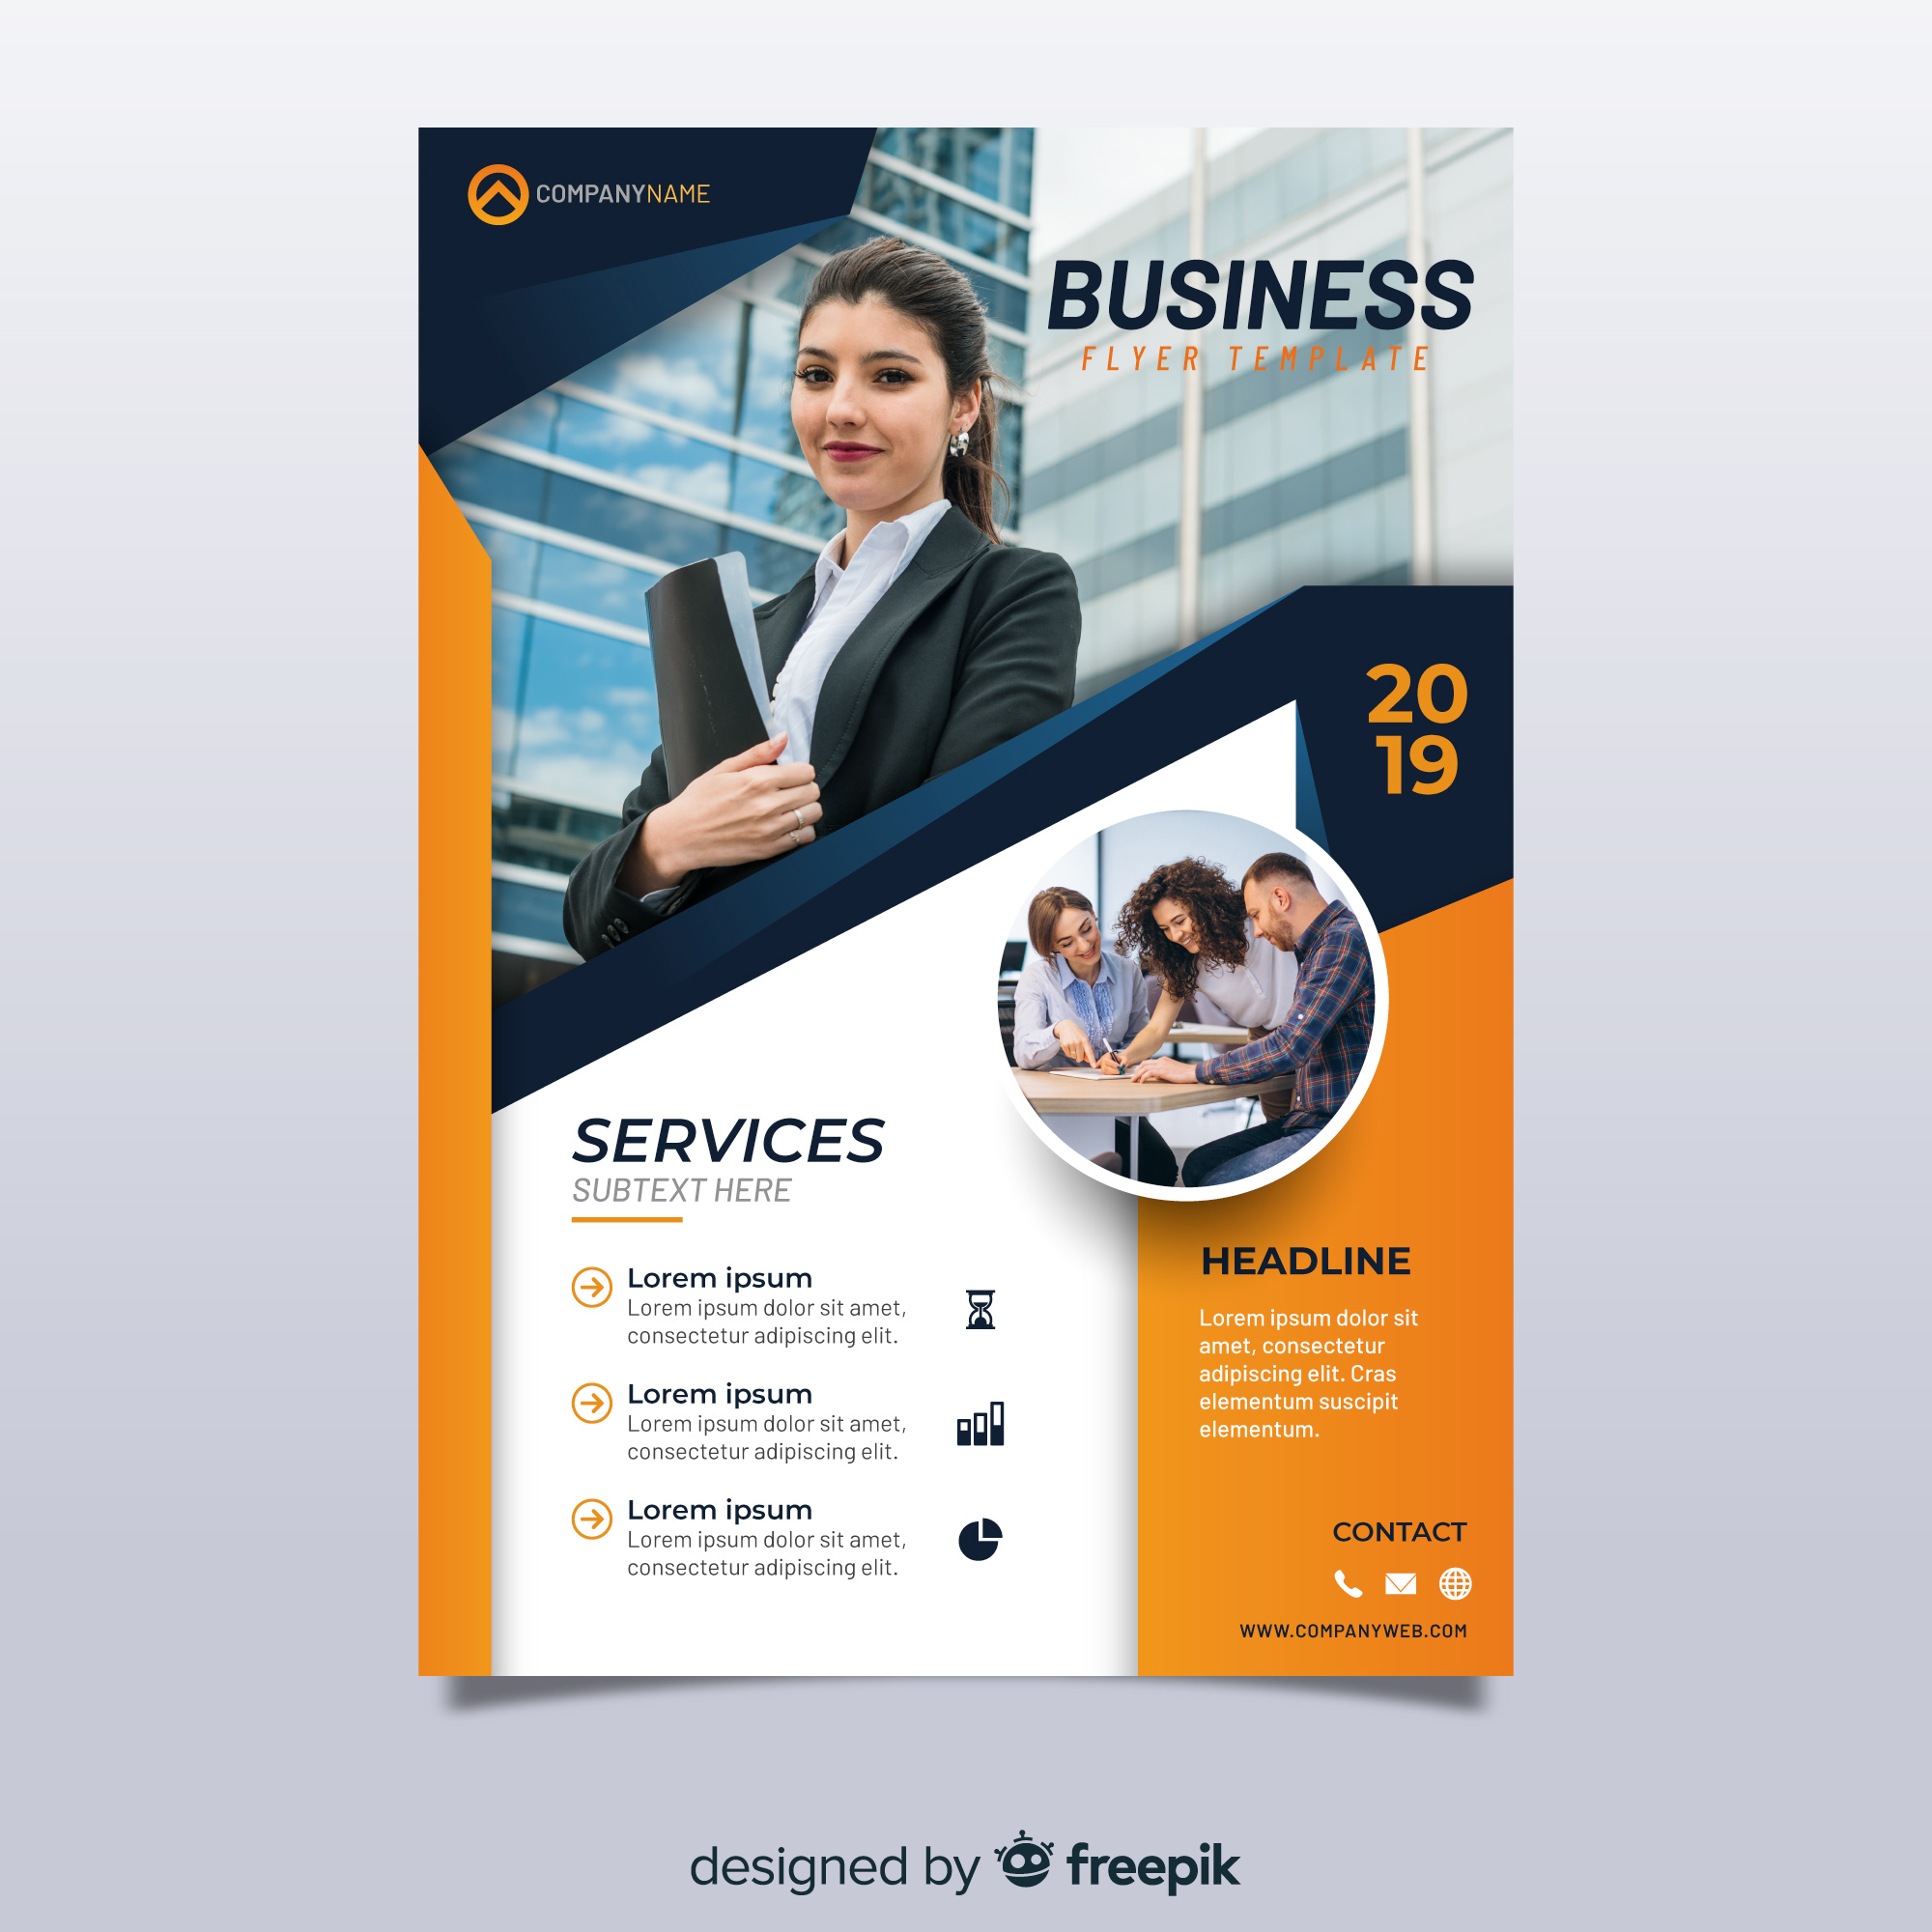 COMPANYNAME
BUSINESS
FLYER TEMPLATE
20
19
SERVICES
SUBTEXT HERE
Lorem ipsum
Lorem ipsum dolor sit amet,
consectetur adipiscing elit.
Lorem ipsum
Lorem ipsum dolor sit amet,
consectetur adipiscing elit.
Lorem ipsum
Lorem ipsum dolor sit amet,
consectetur adipiscing elit.
HEADLINE
Lorem ipsum dolor sit
amet, consectetur
adipiscing elit. Cras
elementum suscipit
elementum.
CONTACT
WWW.COMPANYWEB.COM
designed by freepik